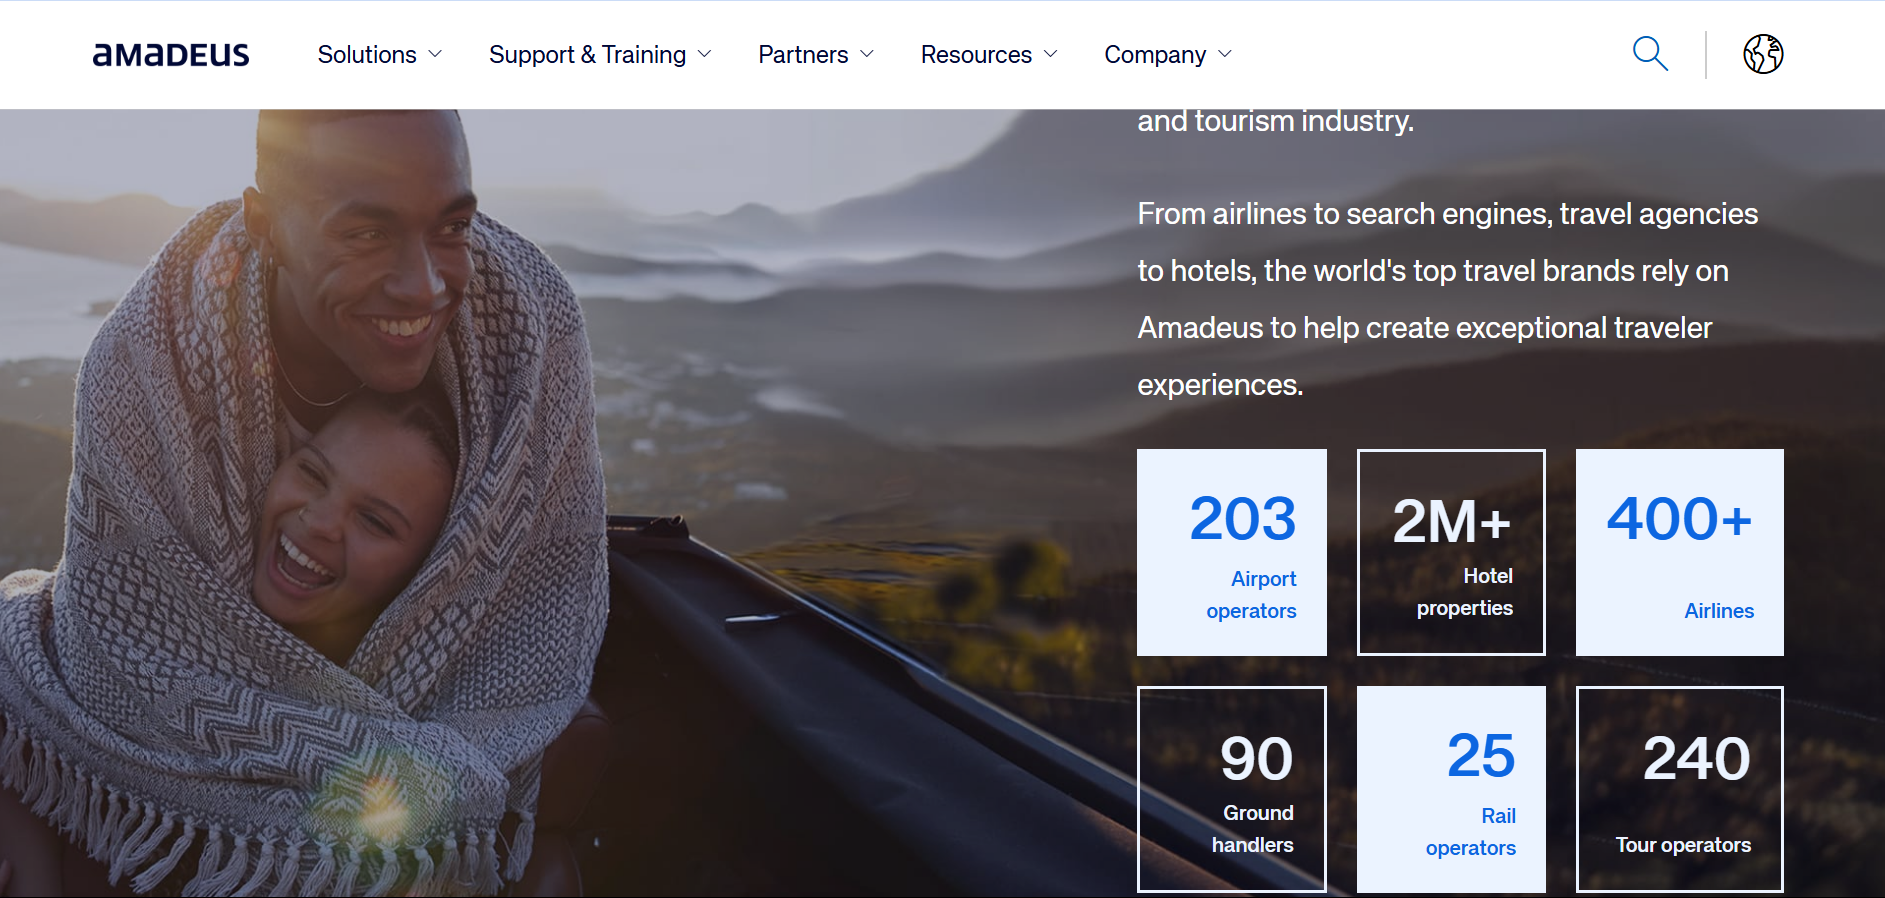 amadeus
Solutions
Support & Training
Partners
Resources
Company
and tourism industry.
From airlines to search engines, travel agencies
to hotels, the world's top travel brands rely on
Amadeus to help create exceptional traveler
experiences.
203
Airport
operators
2M+
Hotel
properties
400+
Airlines
90
Ground
handlers
25
Rail
operators
240
Tour operators